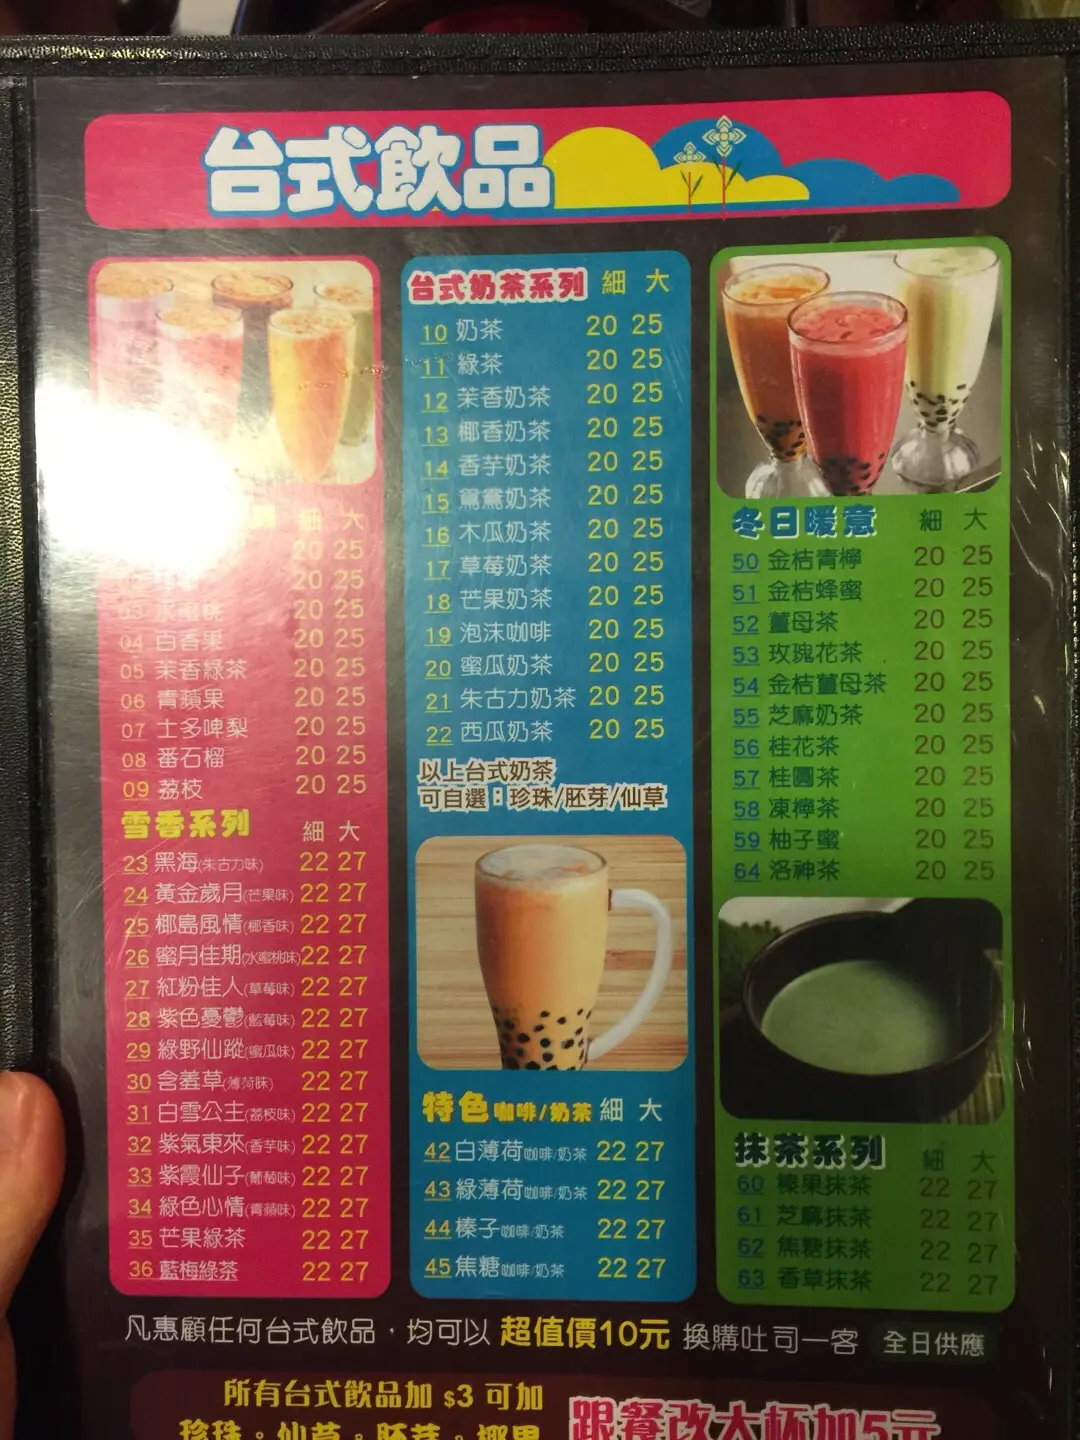 台式飲品
細 大
20 25
20 25
03 水蜜桃 20 25
04 百香果 20 25
05 茉香綠茶 20 25
06 青蘋果 20 25
07 士多啤梨 20 25
08 番石榴 20 25
09 荔枝 20 25
雪香系列 細 大
23 黑海(朱古力味) 22 27
24 黃金歲月(芒果味) 22 27
25 椰島風情(椰香味) 22 27
26 蜜月佳期(水蜜桃味) 22 27
27 紅粉佳人(草莓味) 22 27
28 紫色憂鬱(藍莓味) 22 27
29 綠野仙蹤(蜜瓜味) 22 27
30 含羞草(薄荷味) 22 27
31 白雪公主(荔枝味) 22 27
32 紫氣東來(香芋味) 22 27
33 紫霞仙子(葡萄味) 22 27
34 綠色心情(青蘋味) 22 27
35 芒果綠茶 22 27
36 藍梅綠茶 22 27
台式奶茶系列 細 大
10 奶茶 20 25
11 綠茶 20 25
12 茉香奶茶 20 25
13 椰香奶茶 20 25
14 香芋奶茶 20 25
15 鴛鴦奶茶 20 25
16 木瓜奶茶 20 25
17 草莓奶茶 20 25
18 芒果奶茶 20 25
19 泡沫咖啡 20 25
20 蜜瓜奶茶 20 25
21 朱古力奶茶 20 25
22 西瓜奶茶 20 25
以上台式奶茶
可自選：珍珠/胚芽/仙草
特色咖啡/奶茶 細 大
42 白薄荷咖啡/奶茶 22 27
43 綠薄荷咖啡/奶茶 22 27
44 榛子咖啡/奶茶 22 27
45 焦糖咖啡/奶茶 22 27
冬日暖意 細 大
50 金桔青檸 20 25
51 金桔蜂蜜 20 25
52 薑母茶 20 25
53 玫瑰花茶 20 25
54 金桔薑母茶 20 25
55 芝麻奶茶 20 25
56 桂花茶 20 25
57 桂圓茶 20 25
58 凍檸茶 20 25
59 柚子蜜 20 25
64 洛神茶 20 25
抹茶系列 細 大
60 榛果抹茶 22 27
61 芝麻抹茶 22 27
62 焦糖抹茶 22 27
63 香草抹茶 22 27
凡惠顧任何台式飲品，均可以 超值價10元 換購吐司一客 全日供應
所有台式飲品加 $3 可加
珍珠。仙草。胚芽。椰果
跟餐改大杯加5元